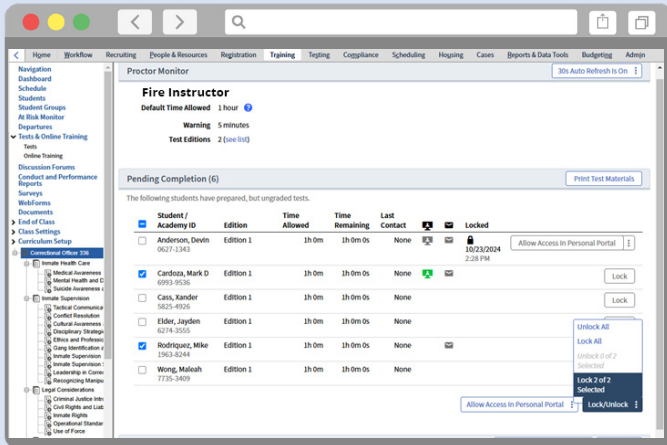 Home Workflow Recruiting People & Resources Registration Training Testing Compliance Scheduling Housing Cases Reports & Data Tools Budgeting Admin
Navigation
Dashboard
Schedule
Students
Student Groups
At Risk Monitor
Departures
Tests & Online Training
Tests
Online Training
Discussion Forums
Conduct and Performance
Reports
Surveys
WebForms
Documents
End of Class
Class Settings
Curriculum Setup
Correctional Officer 330
Inmate Health Care
Medical Awareness
Mental Health and D
Suicide Awareness a
Inmate Supervision
Tactical Communica
Conflict Resolution
Cultural Awareness
Disciplinary Strategi
Ethics and Professio
Gang Identification a
Inmate Supervision
Inmate Supervision
Leadership in Correc
Recognizing Manipu
Legal Considerations
Criminal Justice Intro
Civil Rights and Liab
Inmate Rights
Operational Standar
Use of Force
Proctor Monitor
30s Auto Refresh Is On
Fire Instructor
Default Time Allowed 1 hour ?
Warning 5 minutes
Test Editions 2 (see list)
Pending Completion (6)
Print Test Materials
The following students have prepared, but ungraded tests.
Student / Academy ID Edition Time Allowed Time Remaining Last Contact Locked
Anderson, Devin Edition 1 1h 0m 1h 0m 0s None Allow Access In Personal Portal
0627-1343 10/23/2024
2:28 PM
Cardoza, Mark D Edition 1 1h 0m 1h 0m 0s None Lock
6993-9536
Cass, Xander Edition 1 1h 0m 1h 0m 0s None Lock
5825-4926
Elder, Jayden Edition 1 1h 0m 1h 0m 0s None
6274-3555
Rodriquez, Mike Edition 1 1h 0m 1h 0m 0s None
1963-8244
Wong, Maleah Edition 1 1h 0m 1h 0m 0s None
7735-3409
Unlock All
Lock All
Unlock 0 of 2
Selected
Lock 2 of 2
Selected
Allow Access In Personal Portal Lock/Unlock